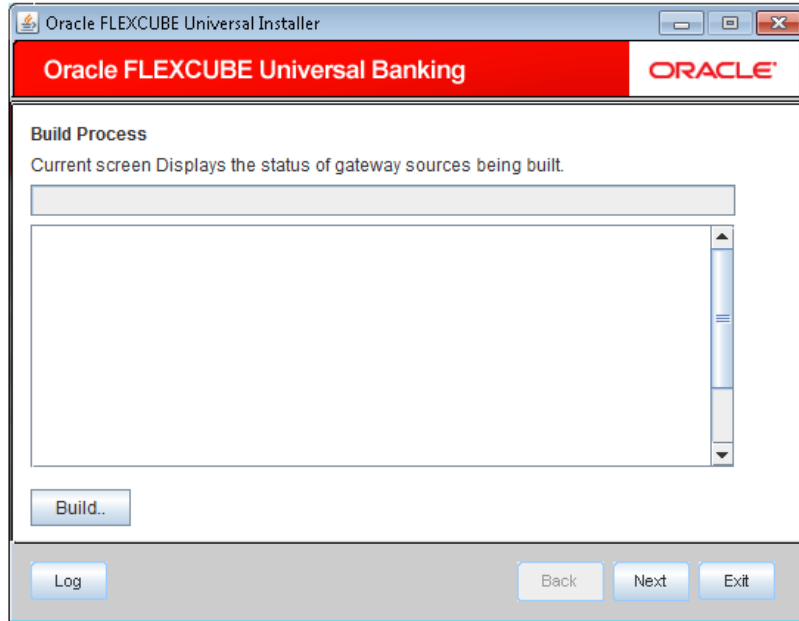 Oracle FLEXCUBE Universal Installer
Oracle FLEXCUBE Universal Banking
ORACLE
Build Process
Current screen Displays the status of gateway sources being built.
Build..
Log
Back
Next
Exit